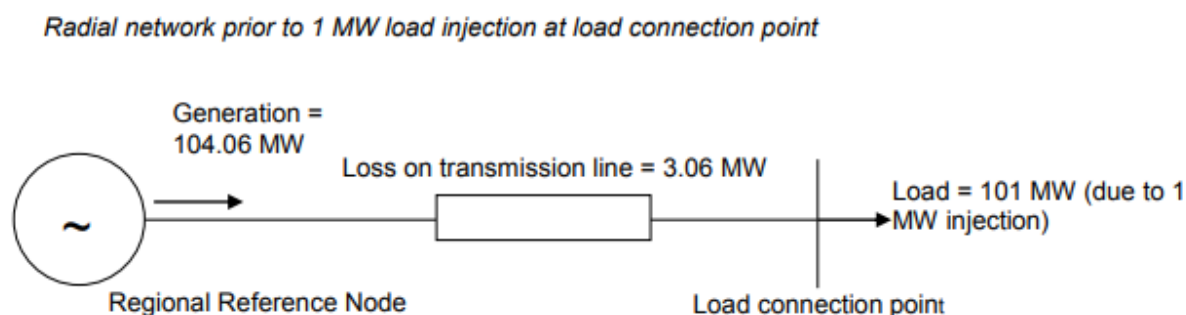 Radial network prior to 1 MW load injection at load connection point
Generation =
104.06 MW
Loss on transmission line = 3.06 MW
Load = 101 MW (due to 1
MW injection)
~
Regional Reference Node
Load connection point